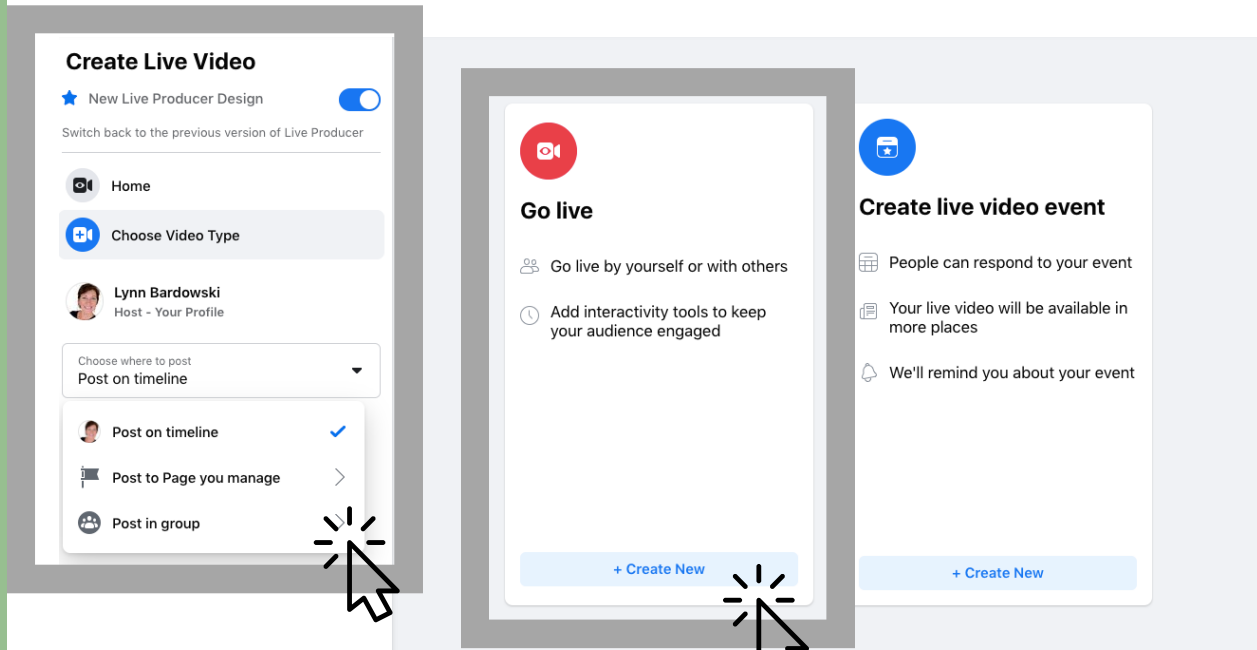 Create Live Video
New Live Producer Design
Switch back to the previous version of Live Producer
Home
Choose Video Type
Lynn Bardowski
Host - Your Profile
Choose where to post
Post on timeline
Post on timeline
Post to Page you manage
Post in group
Go live
Go live by yourself or with others
Add interactivity tools to keep
your audience engaged
+ Create New
Create live video event
People can respond to your event
Your live video will be available in
more places
We'll remind you about your event
+ Create New